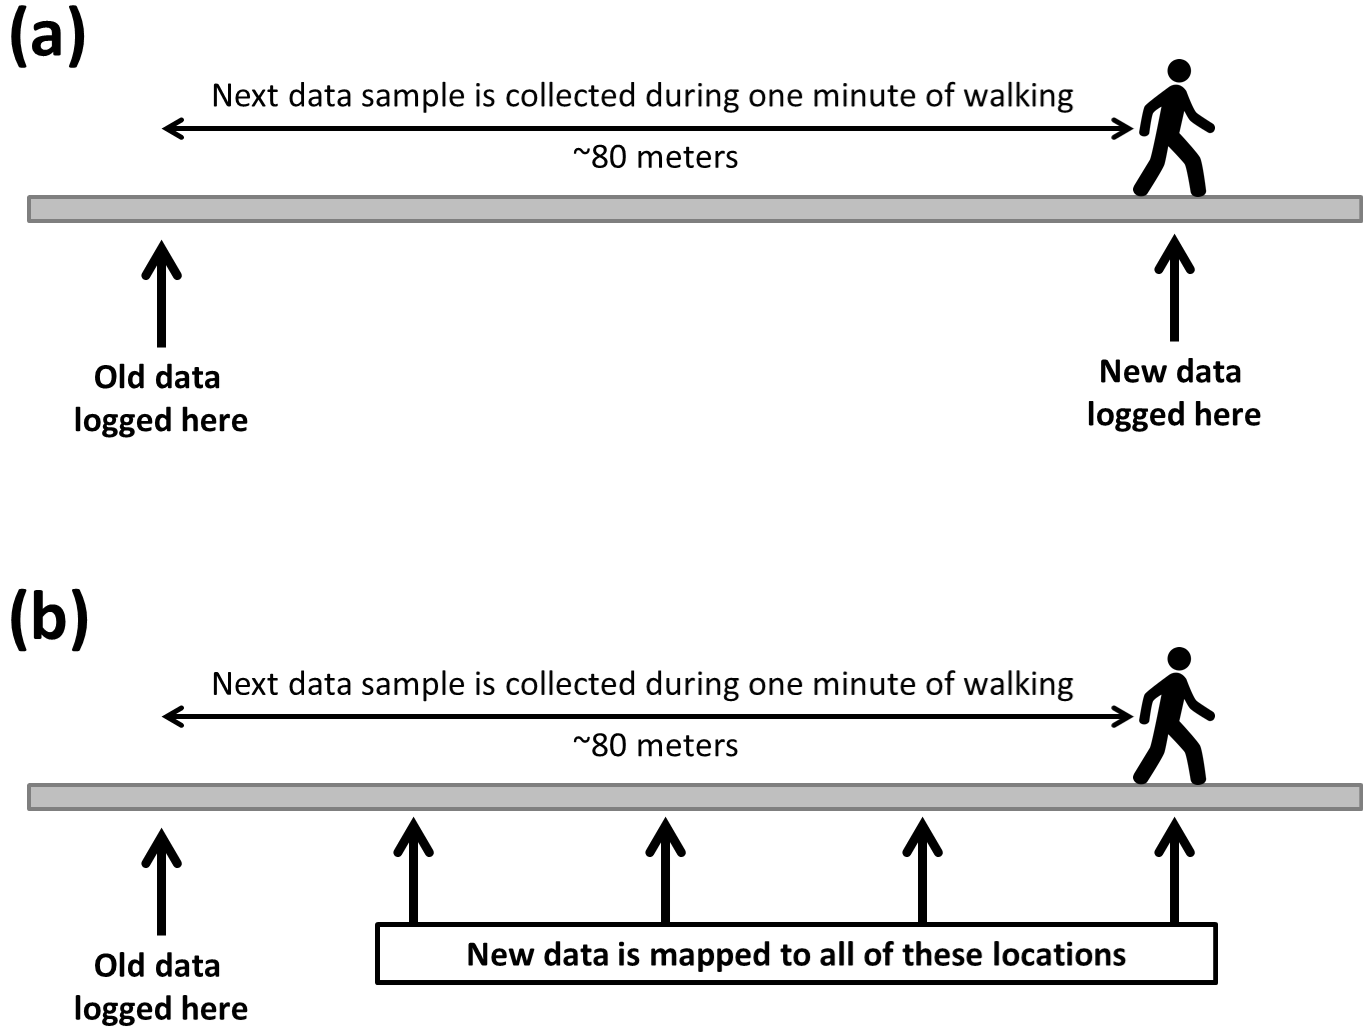 (a)
Next data sample is collected during one minute of walking
~80 meters
Old data
logged here
New data
logged here
(b)
Next data sample is collected during one minute of walking
~80 meters
New data is mapped to all of these locations
Old data
logged here